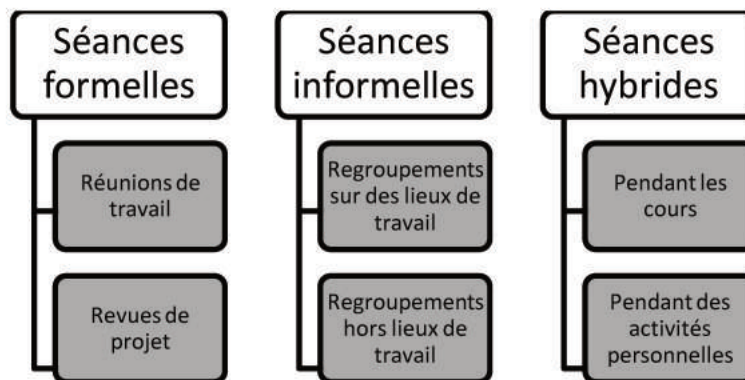 Séances
formelles
Réunions de
travail
Revues de
projet
Séances
informelles
Regroupements
sur des lieux de
travail
Regroupements
hors lieux de
travail
Séances
hybrides
Pendant les
cours
Pendant des
activités
personnelles